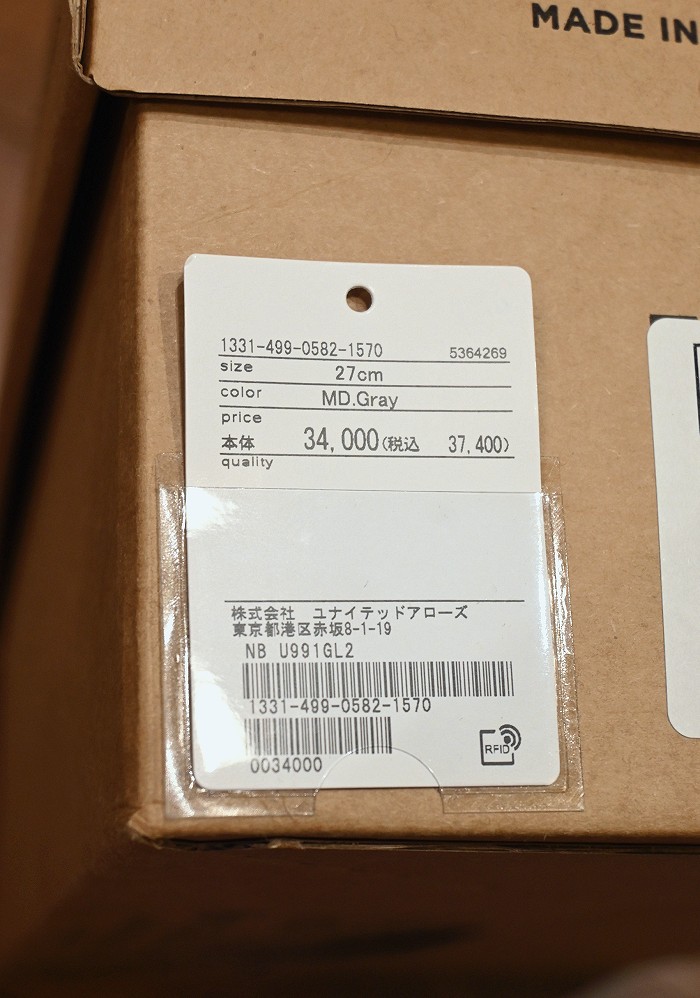 MADE IN
1331-499-0582-1570 5364269
size 27cm
color MD.Gray
price
本体 34,000(税込 37,400)
quality
株式会社 ユナイテッドアローズ
東京都港区赤坂8-1-19
NB U991GL2
1331-499-0582-1570
0034000
RFID